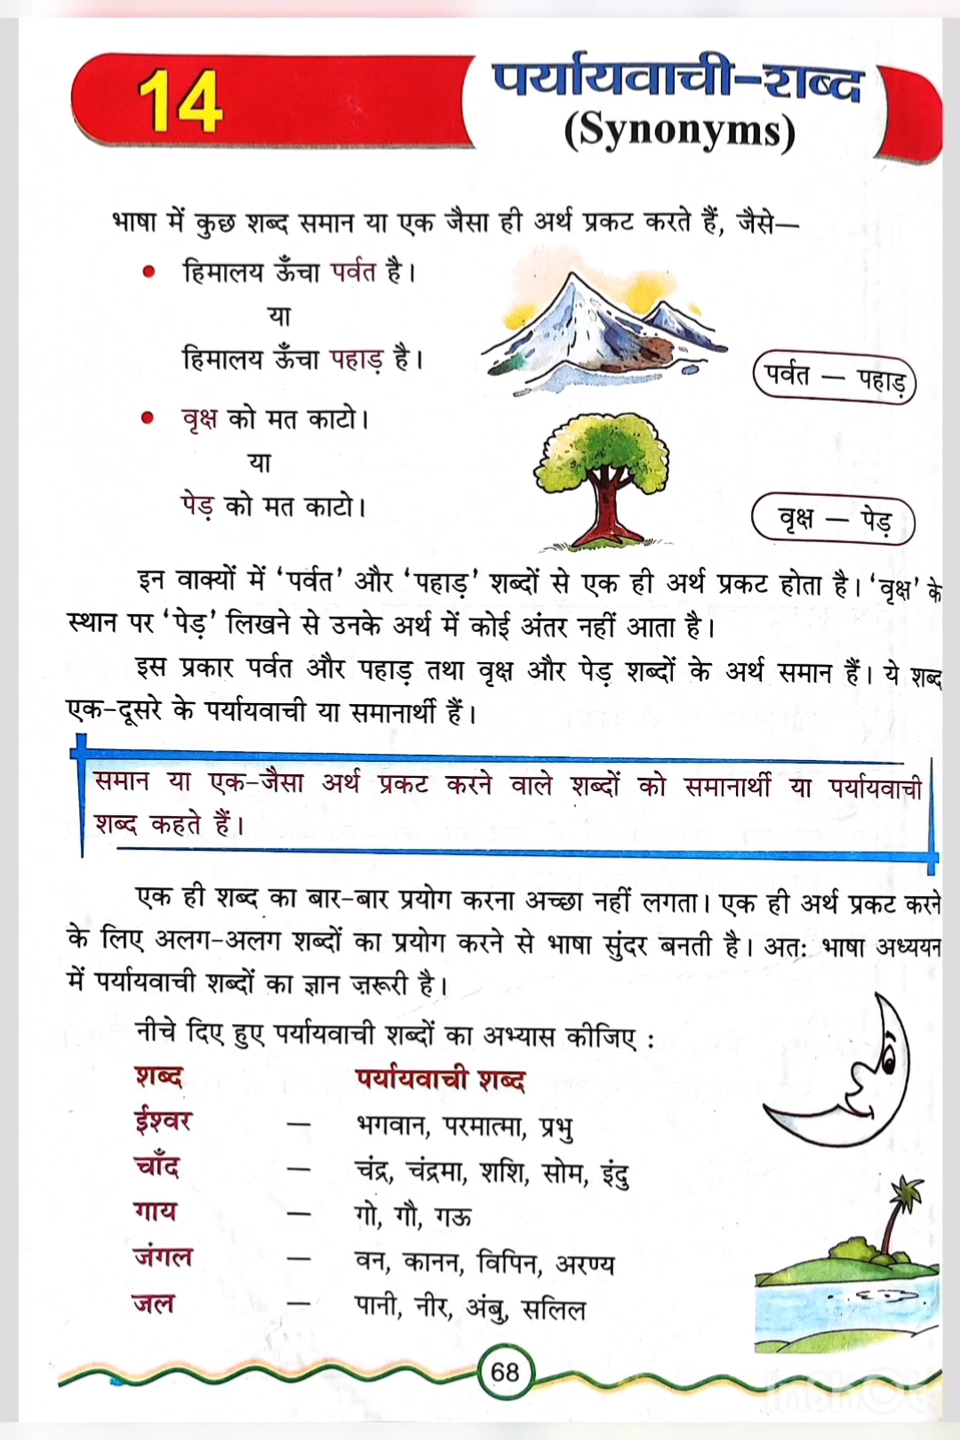 14
पर्यायवाची-शब्द
(Synonyms)
भाषा में कुछ शब्द समान या एक जैसा ही अर्थ प्रकट करते हैं, जैसे—
• हिमालय ऊँचा पर्वत है।
या
हिमालय ऊँचा पहाड़ है।
पर्वत — पहाड़
• वृक्ष को मत काटो।
या
पेड़ को मत काटो।
वृक्ष — पेड़
इन वाक्यों में ‘पर्वत’ और ‘पहाड़’ शब्दों से एक ही अर्थ प्रकट होता है। ‘वृक्ष’ के
स्थान पर ‘पेड़’ लिखने से उनके अर्थ में कोई अंतर नहीं आता है।
इस प्रकार पर्वत और पहाड़ तथा वृक्ष और पेड़ शब्दों के अर्थ समान हैं। ये शब्द
एक-दूसरे के पर्यायवाची या समानार्थी हैं।
समान या एक-जैसा अर्थ प्रकट करने वाले शब्दों को समानार्थी या पर्यायवाची
शब्द कहते हैं।
एक ही शब्द का बार-बार प्रयोग करना अच्छा नहीं लगता। एक ही अर्थ प्रकट करने
के लिए अलग-अलग शब्दों का प्रयोग करने से भाषा सुंदर बनती है। अतः भाषा अध्ययन
में पर्यायवाची शब्दों का ज्ञान ज़रूरी है।
नीचे दिए हुए पर्यायवाची शब्दों का अभ्यास कीजिए :
शब्द पर्यायवाची शब्द
ईश्वर — भगवान, परमात्मा, प्रभु
चाँद — चंद्र, चंद्रमा, शशि, सोम, इंदु
गाय — गो, गौ, गऊ
जंगल — वन, कानन, विपिन, अरण्य
जल — पानी, नीर, अंबु, सलिल
68
InShOt